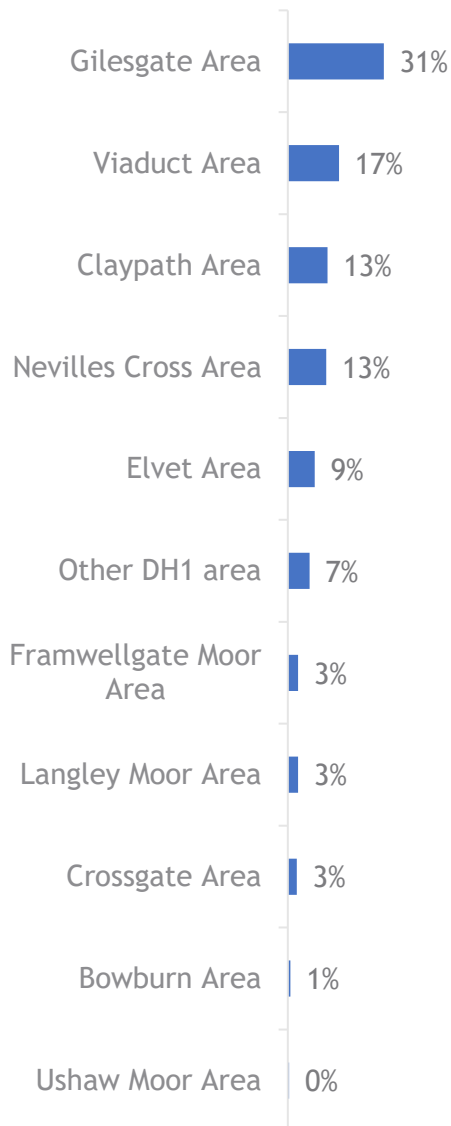 Gilesgate Area 31%
Viaduct Area 17%
Claypath Area 13%
Nevilles Cross Area 13%
Elvet Area 9%
Other DH1 area 7%
Framwellgate Moor
Area 3%
Langley Moor Area 3%
Crossgate Area 3%
Bowburn Area 1%
Ushaw Moor Area 0%